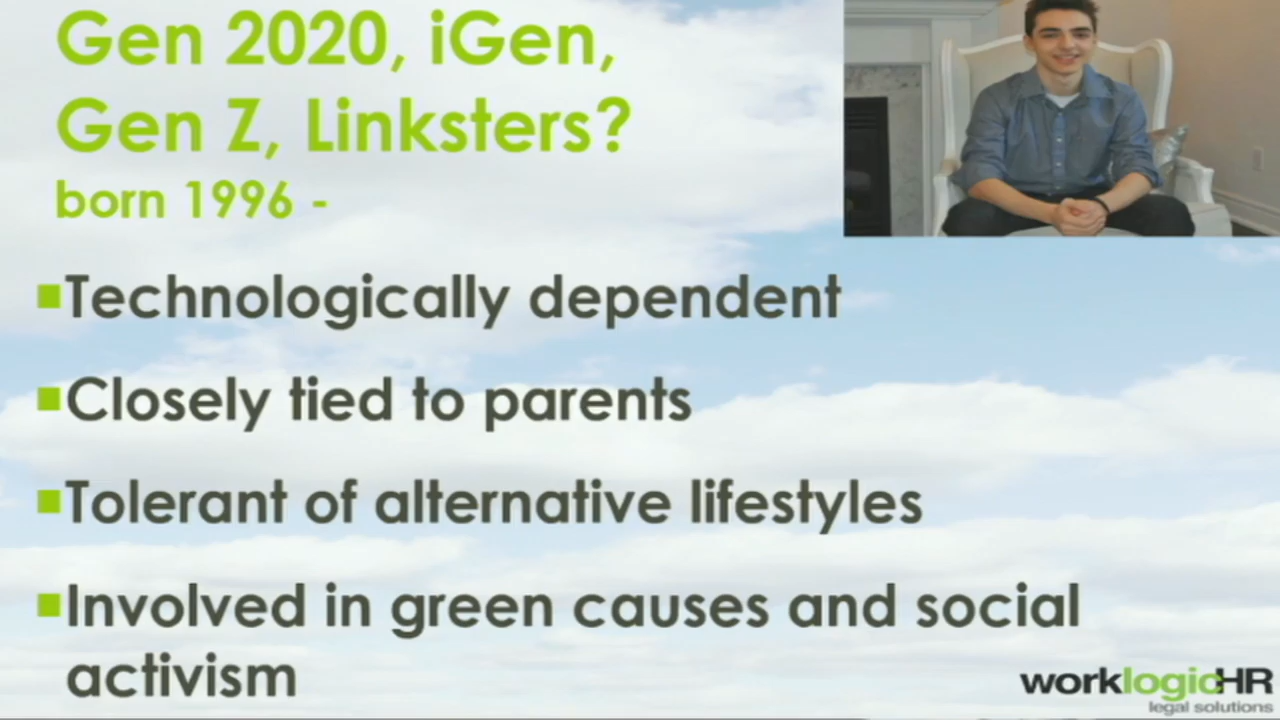 Gen 2020, iGen,
Gen Z, Linksters?
born 1996 -
Technologically dependent
Closely tied to parents
Tolerant of alternative lifestyles
Involved in green causes and social
activism
worklogicHR
legal solutions